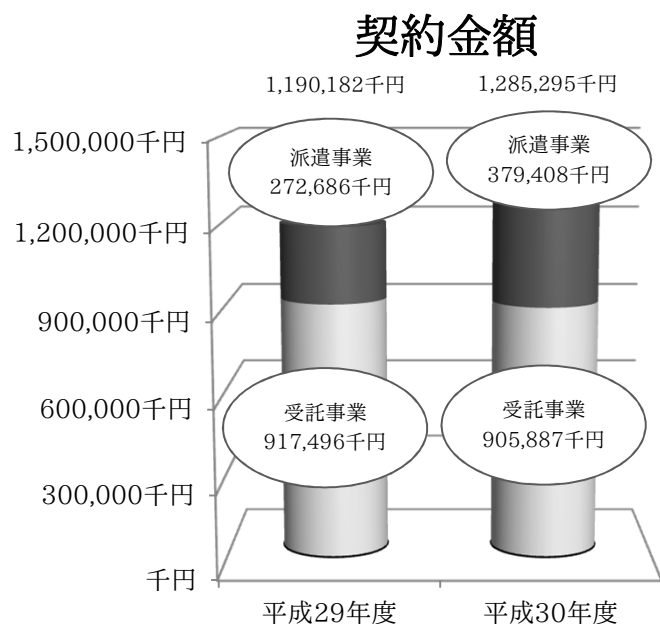 契約金額
1,190,182千円
1,285,295千円
1,500,000千円
1,200,000千円
900,000千円
600,000千円
300,000千円
千円
派遣事業
272,686千円
派遣事業
379,408千円
受託事業
917,496千円
受託事業
905,887千円
平成29年度
平成30年度